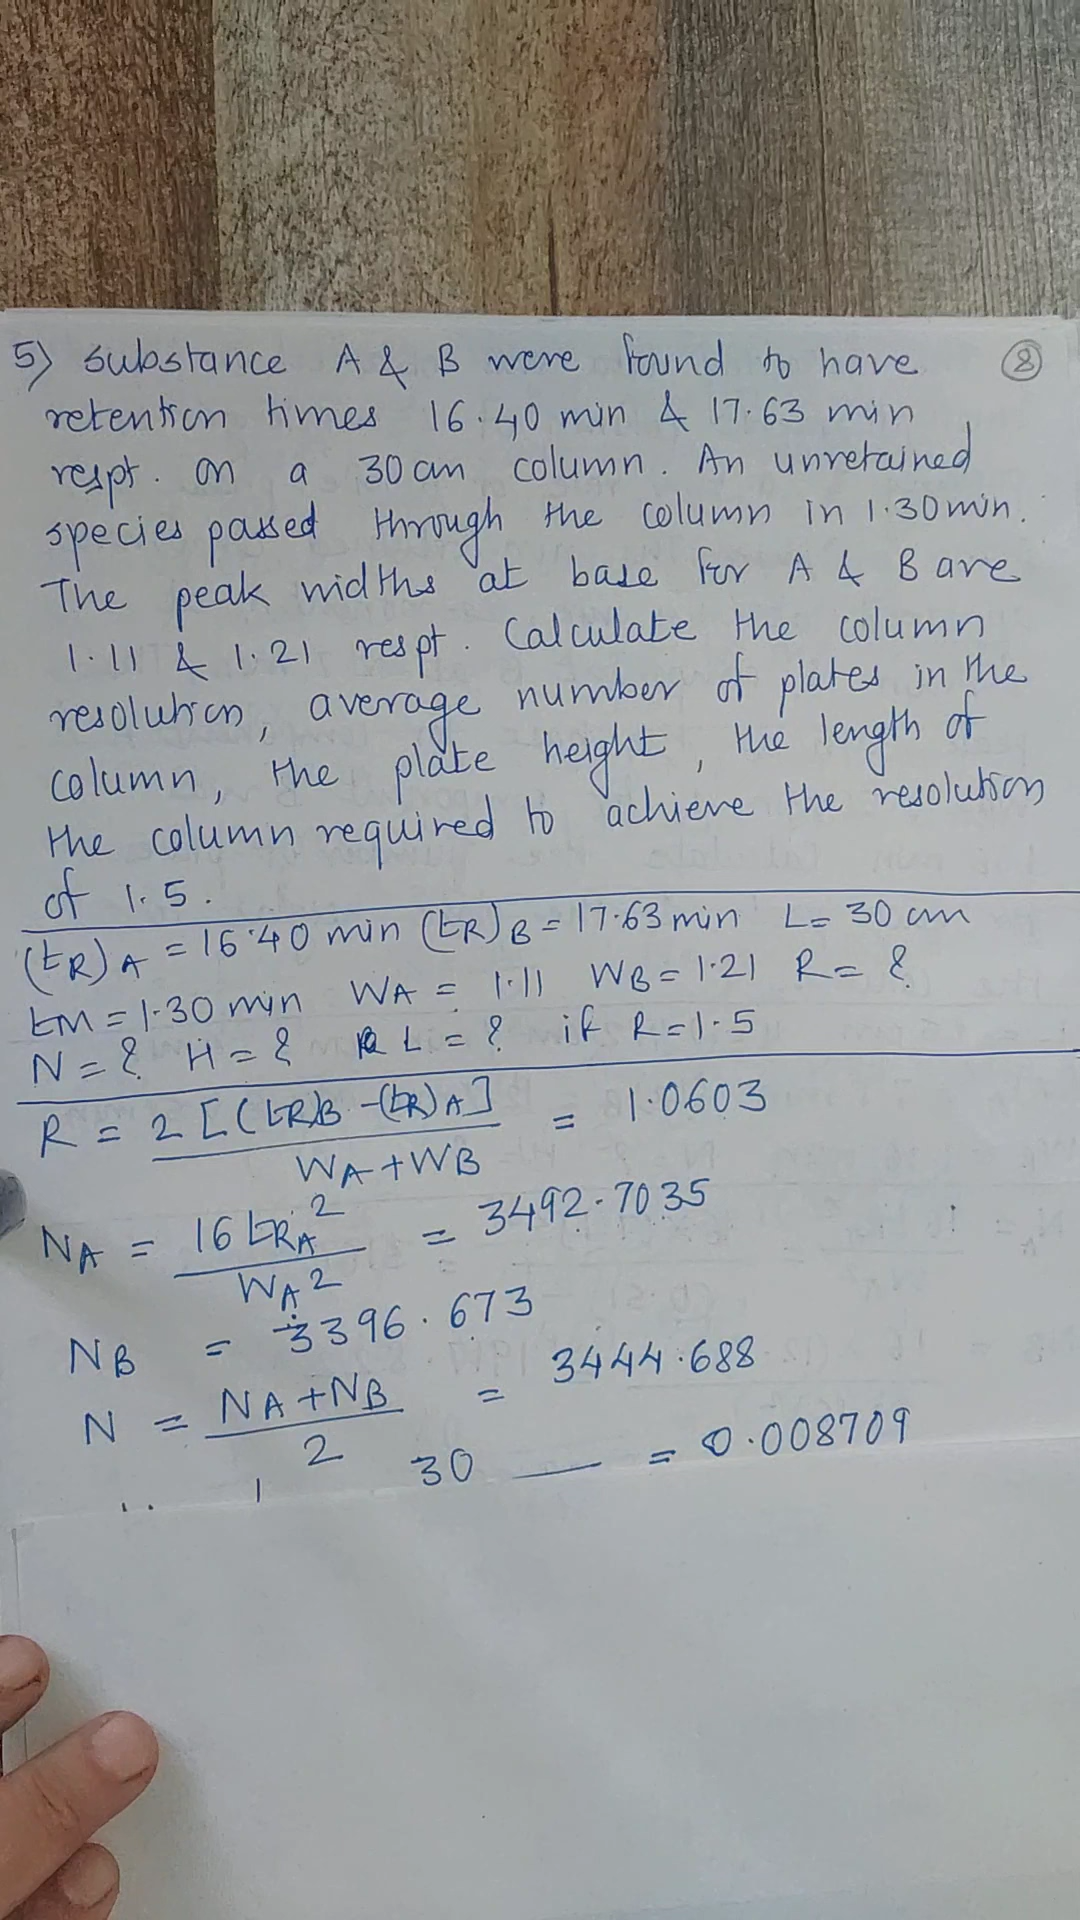 5) substance A & B were found to have ⑧
retention times 16.40 min & 17.63 min
respt. on a 30 cm column. An unretained
species passed through the column in 1.30 min.
The peak widths at base for A & B are
1.11 & 1.21 respt. Calculate the column
resolution, average number of plates in the
column, the plate height, the length of
the column required to achieve the resolution
of 1.5.
(tR)A = 16.40 min (tR)B = 17.63 min L = 30 cm
tM = 1.30 min WA = 1.11 WB = 1.21 R = ?
N = ? H = ? L = ? if R = 1.5
R = 2 [(tR)B - (tR)A] / WA + WB = 1.0603
NA = 16 tRA² / WA² = 3492.7035
NB = 3396.673
N = NA + NB / 2 = 3444.688
30 = 0.008709